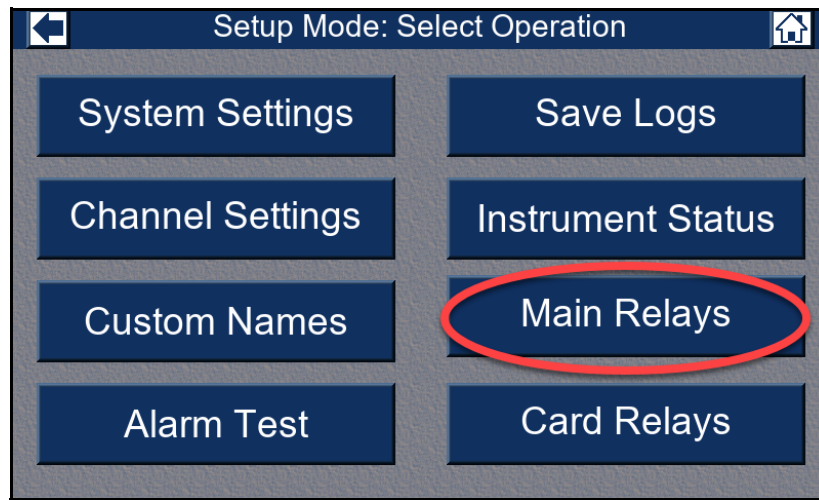 Setup Mode: Select Operation
System Settings
Save Logs
Channel Settings
Instrument Status
Custom Names
Main Relays
Alarm Test
Card Relays